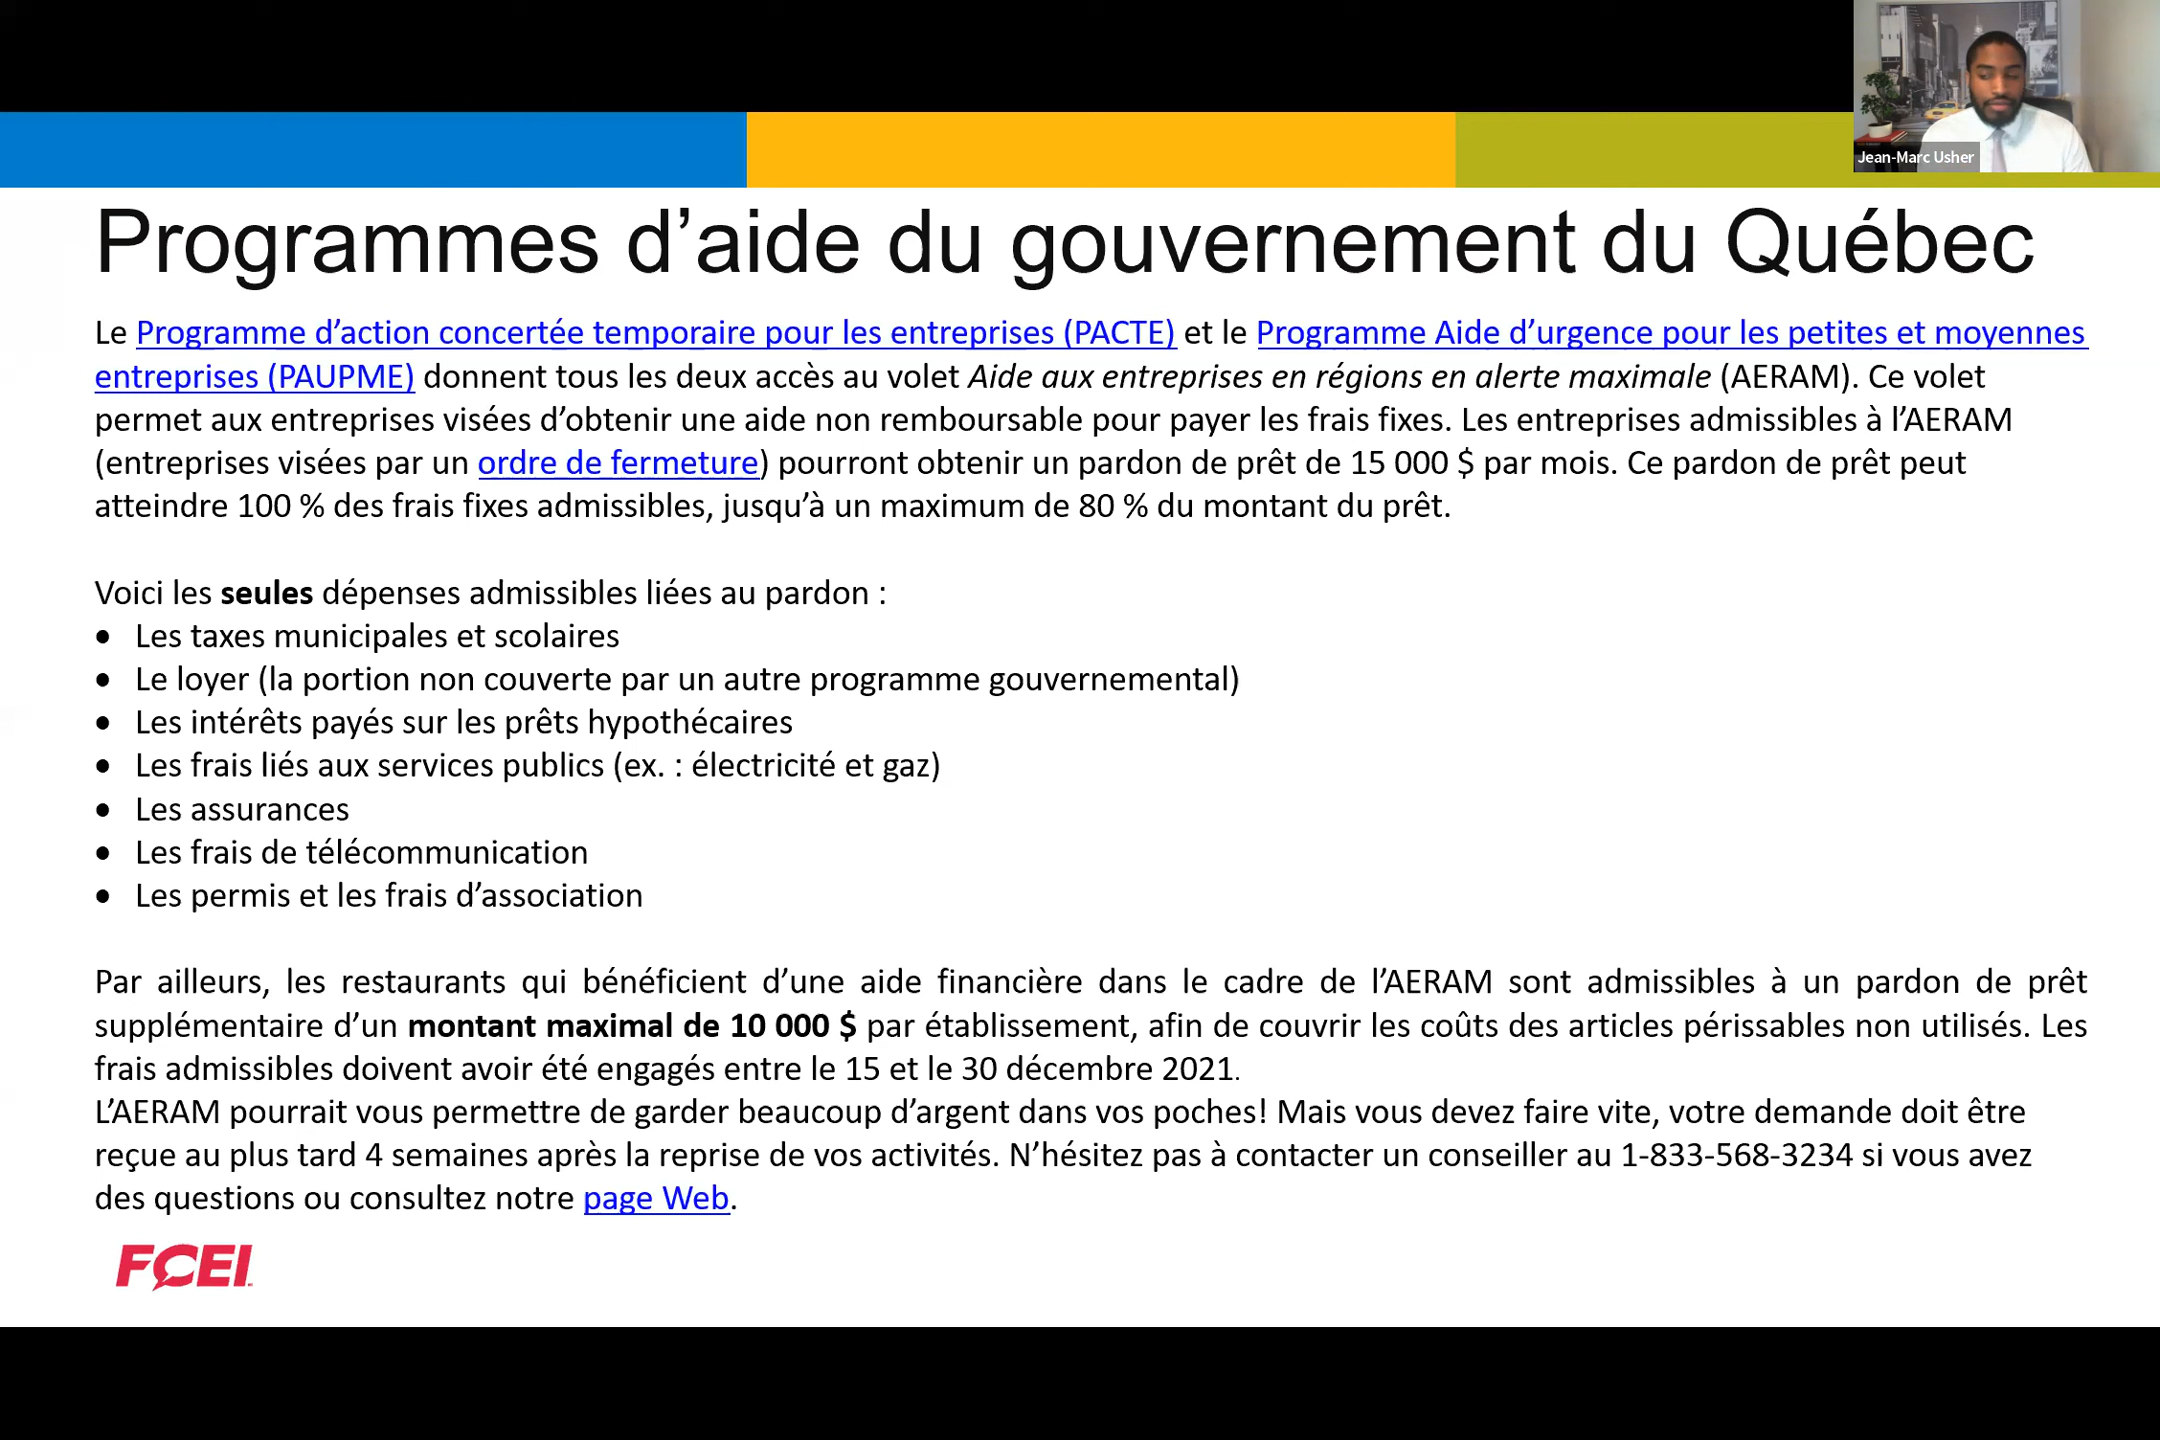 Jean-Marc Usher
Programmes d’aide du gouvernement du Québec
Le Programme d’action concertée temporaire pour les entreprises (PACTE) et le Programme Aide d’urgence pour les petites et moyennes
entreprises (PAUPME) donnent tous les deux accès au volet Aide aux entreprises en régions en alerte maximale (AERAM). Ce volet
permet aux entreprises visées d’obtenir une aide non remboursable pour payer les frais fixes. Les entreprises admissibles à l’AERAM
(entreprises visées par un ordre de fermeture) pourront obtenir un pardon de prêt de 15 000 $ par mois. Ce pardon de prêt peut
atteindre 100 % des frais fixes admissibles, jusqu’à un maximum de 80 % du montant du prêt.
Voici les seules dépenses admissibles liées au pardon :
• Les taxes municipales et scolaires
• Le loyer (la portion non couverte par un autre programme gouvernemental)
• Les intérêts payés sur les prêts hypothécaires
• Les frais liés aux services publics (ex. : électricité et gaz)
• Les assurances
• Les frais de télécommunication
• Les permis et les frais d’association
Par ailleurs, les restaurants qui bénéficient d’une aide financière dans le cadre de l’AERAM sont admissibles à un pardon de prêt
supplémentaire d’un montant maximal de 10 000 $ par établissement, afin de couvrir les coûts des articles périssables non utilisés. Les
frais admissibles doivent avoir été engagés entre le 15 et le 30 décembre 2021.
L’AERAM pourrait vous permettre de garder beaucoup d’argent dans vos poches! Mais vous devez faire vite, votre demande doit être
reçue au plus tard 4 semaines après la reprise de vos activités. N’hésitez pas à contacter un conseiller au 1-833-568-3234 si vous avez
des questions ou consultez notre page Web.
FCEI